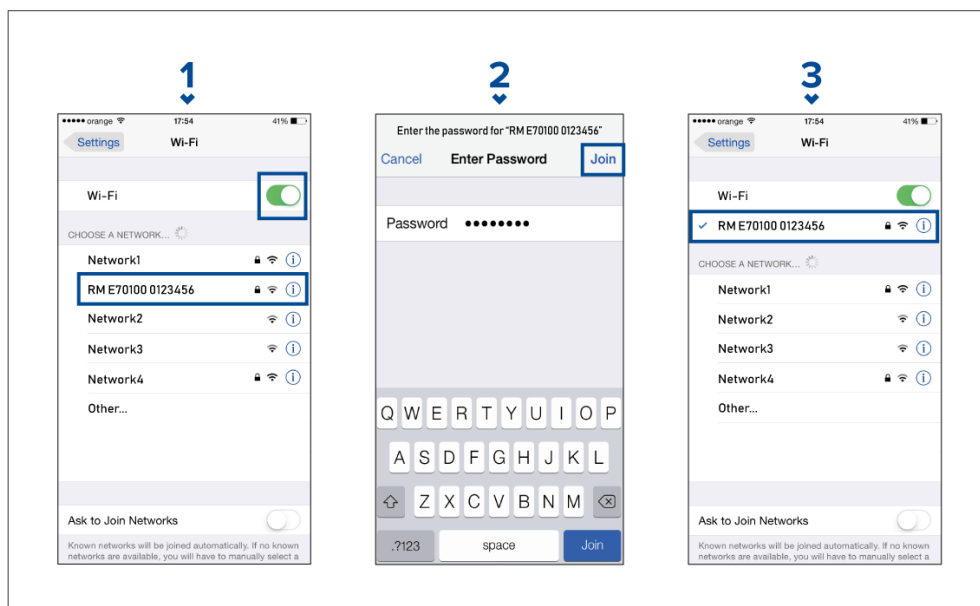 1
orange 17:54 41%
Settings Wi-Fi
Wi-Fi
CHOOSE A NETWORK...
Network1
RM E70100 0123456
Network2
Network3
Network4
Other...
Ask to Join Networks
Known networks will be joined automatically. If no known
networks are available, you will have to manually select a
2
Enter the password for "RM E70100 0123456"
Cancel Enter Password Join
Password ••••••••
Q W E R T Y U I O P
A S D F G H J K L
Z X C V B N M
.?123 space Join
3
orange 17:54 41%
Settings Wi-Fi
Wi-Fi
RM E70100 0123456
CHOOSE A NETWORK...
Network1
Network2
Network3
Network4
Other...
Ask to Join Networks
Known networks will be joined automatically. If no known
networks are available, you will have to manually select a